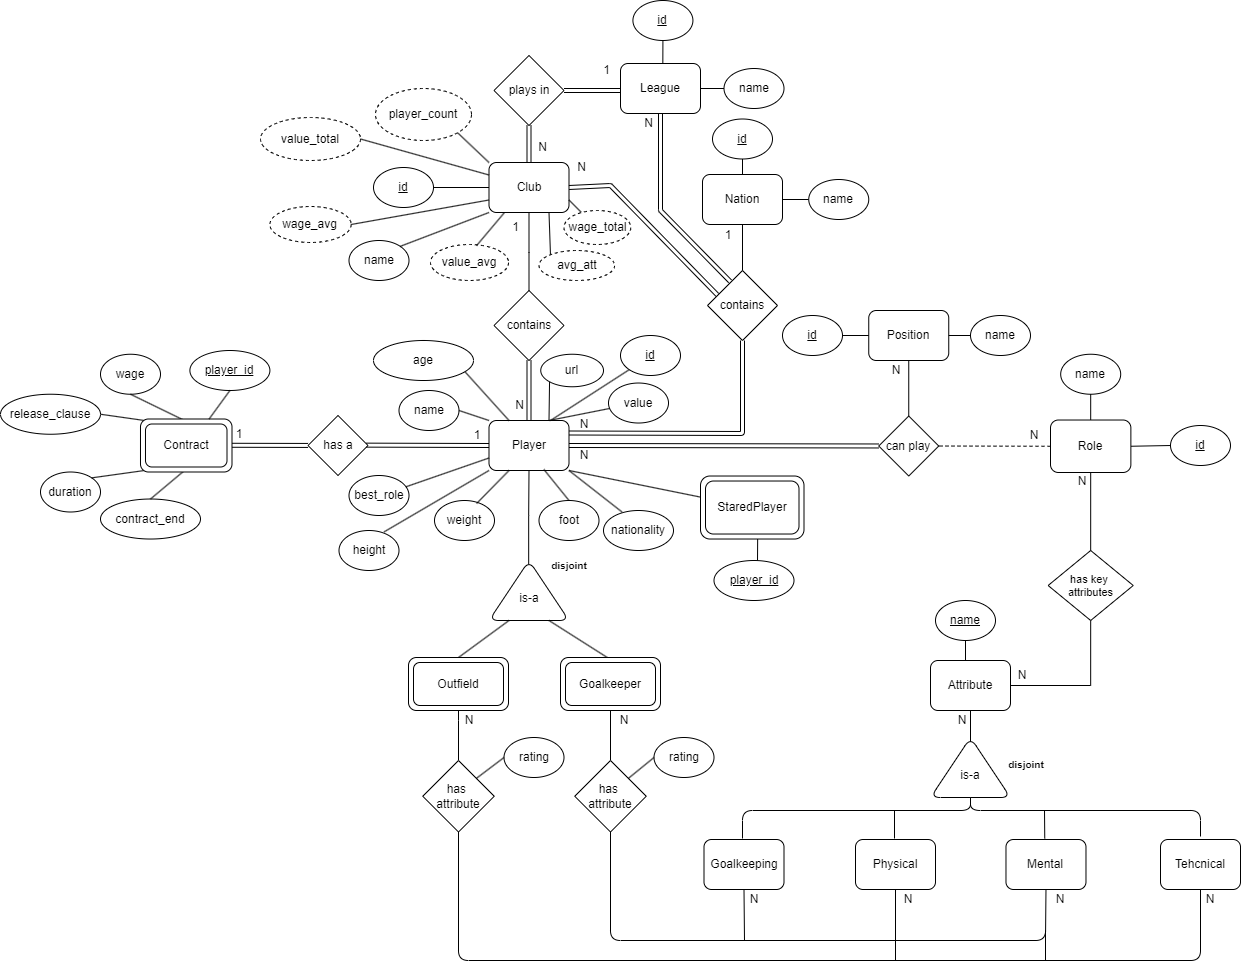 id
plays in
1
League
name
N
player_count
value_total
N
N
id
Club
id
Nation
name
wage_avg
1
wage_total
1
name
value_avg
avg_att
contains
contains
id
Position
name
age
url
id
N
wage
player_id
name
N
value
N
name
release_clause
1
Contract
has a
1
Player
N
can play
N
Role
id
duration
contract_end
best_role
weight
foot
nationality
StaredPlayer
N
height
disjoint
player_id
is-a
has key
attributes
name
Outfield
Goalkeeper
Attribute
N
N
N
N
rating
rating
is-a
disjoint
has
attribute
has
attribute
Goalkeeping
Physical
Mental
Tehcnical
N
N
N
N